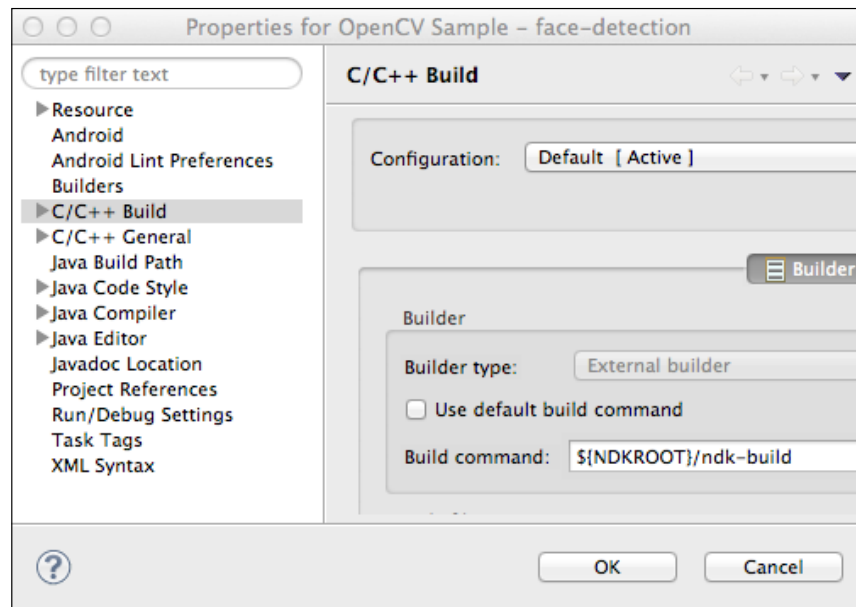 Properties for OpenCV Sample – face-detection
type filter text
Resource
Android
Android Lint Preferences
Builders
C/C++ Build
C/C++ General
Java Build Path
Java Code Style
Java Compiler
Java Editor
Javadoc Location
Project References
Run/Debug Settings
Task Tags
XML Syntax
C/C++ Build
Configuration:
Default [ Active ]
Builder
Builder
Builder type:
External builder
Use default build command
Build command:
${NDKROOT}/ndk-build
?
OK
Cancel